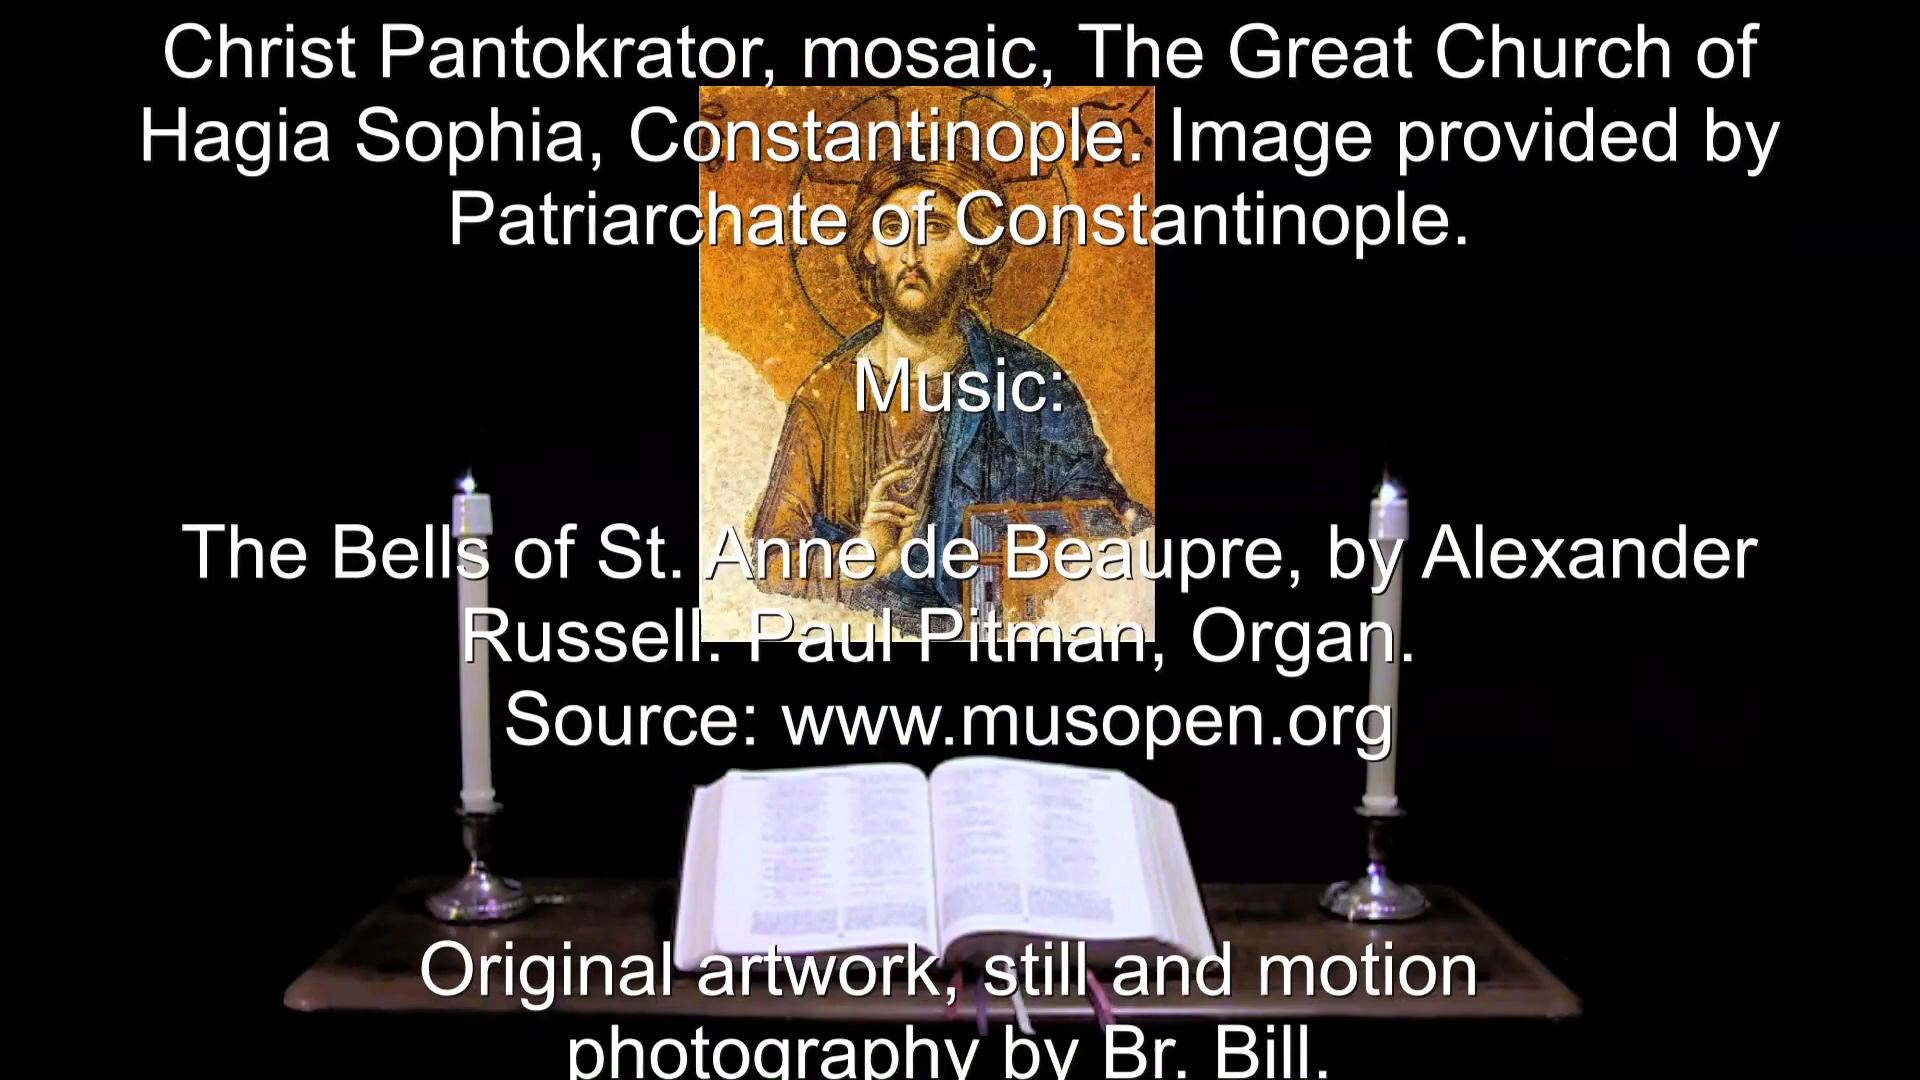 Christ Pantokrator, mosaic, The Great Church of
Hagia Sophia, Constantinople. Image provided by
Patriarchate of Constantinople.
Music:
The Bells of St. Anne de Beaupre, by Alexander
Russell. Paul Pitman, Organ.
Source: www.musopen.org
Original artwork, still and motion
photography by Br. Bill.